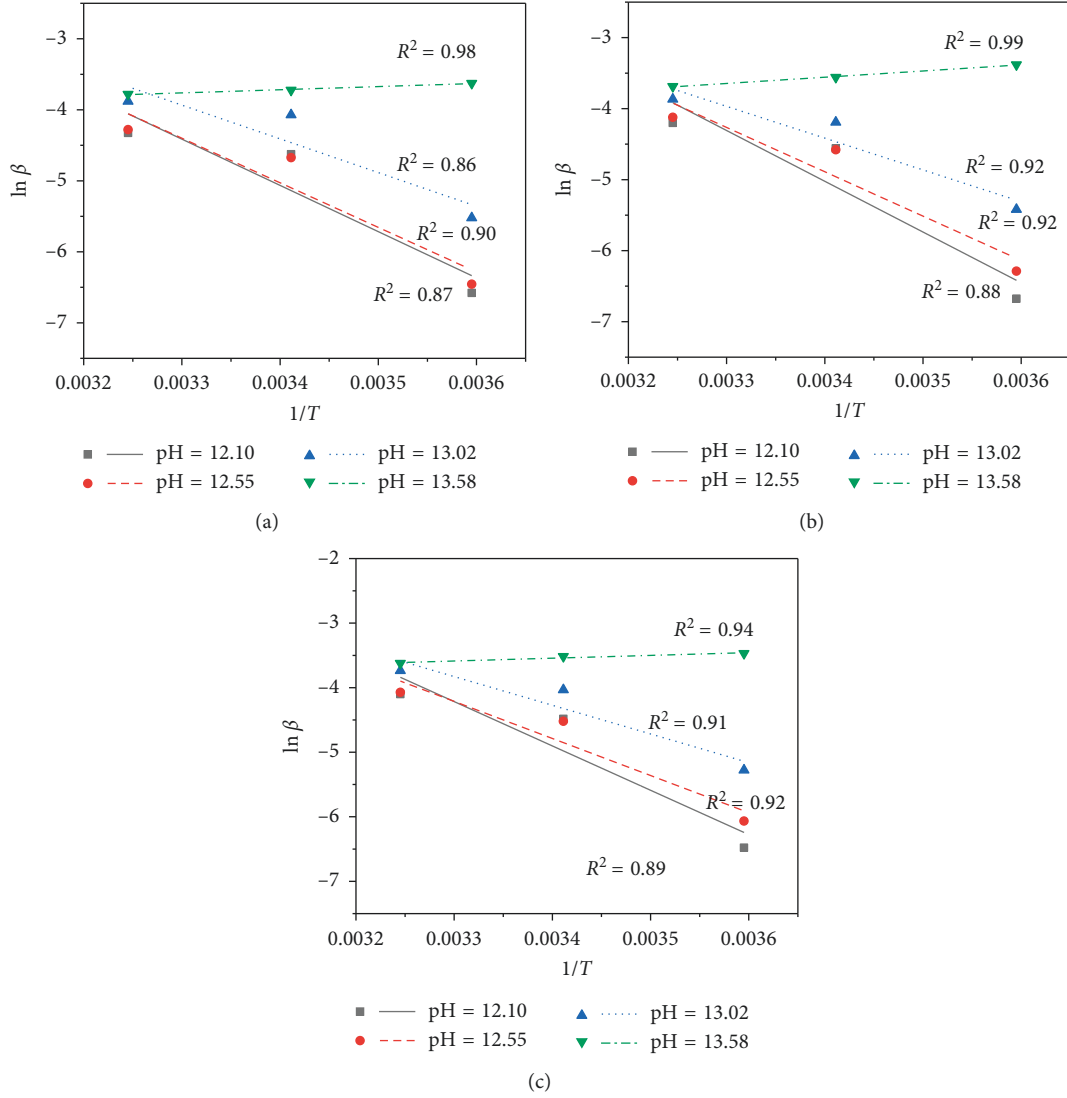 −3
−4
−5
−6
−7
ln β
R² = 0.98
R² = 0.86
R² = 0.90
R² = 0.87
0.0032 0.0033 0.0034 0.0035 0.0036
1/T
pH = 12.10
pH = 12.55
pH = 13.02
pH = 13.58
(a)
−3
−4
−5
−6
−7
ln β
R² = 0.99
R² = 0.92
R² = 0.92
R² = 0.88
0.0032 0.0033 0.0034 0.0035 0.0036
1/T
pH = 12.10
pH = 12.55
pH = 13.02
pH = 13.58
(b)
−2
−3
−4
−5
−6
−7
ln β
R² = 0.94
R² = 0.91
R² = 0.92
R² = 0.89
0.0032 0.0033 0.0034 0.0035 0.0036
1/T
pH = 12.10
pH = 12.55
pH = 13.02
pH = 13.58
(c)